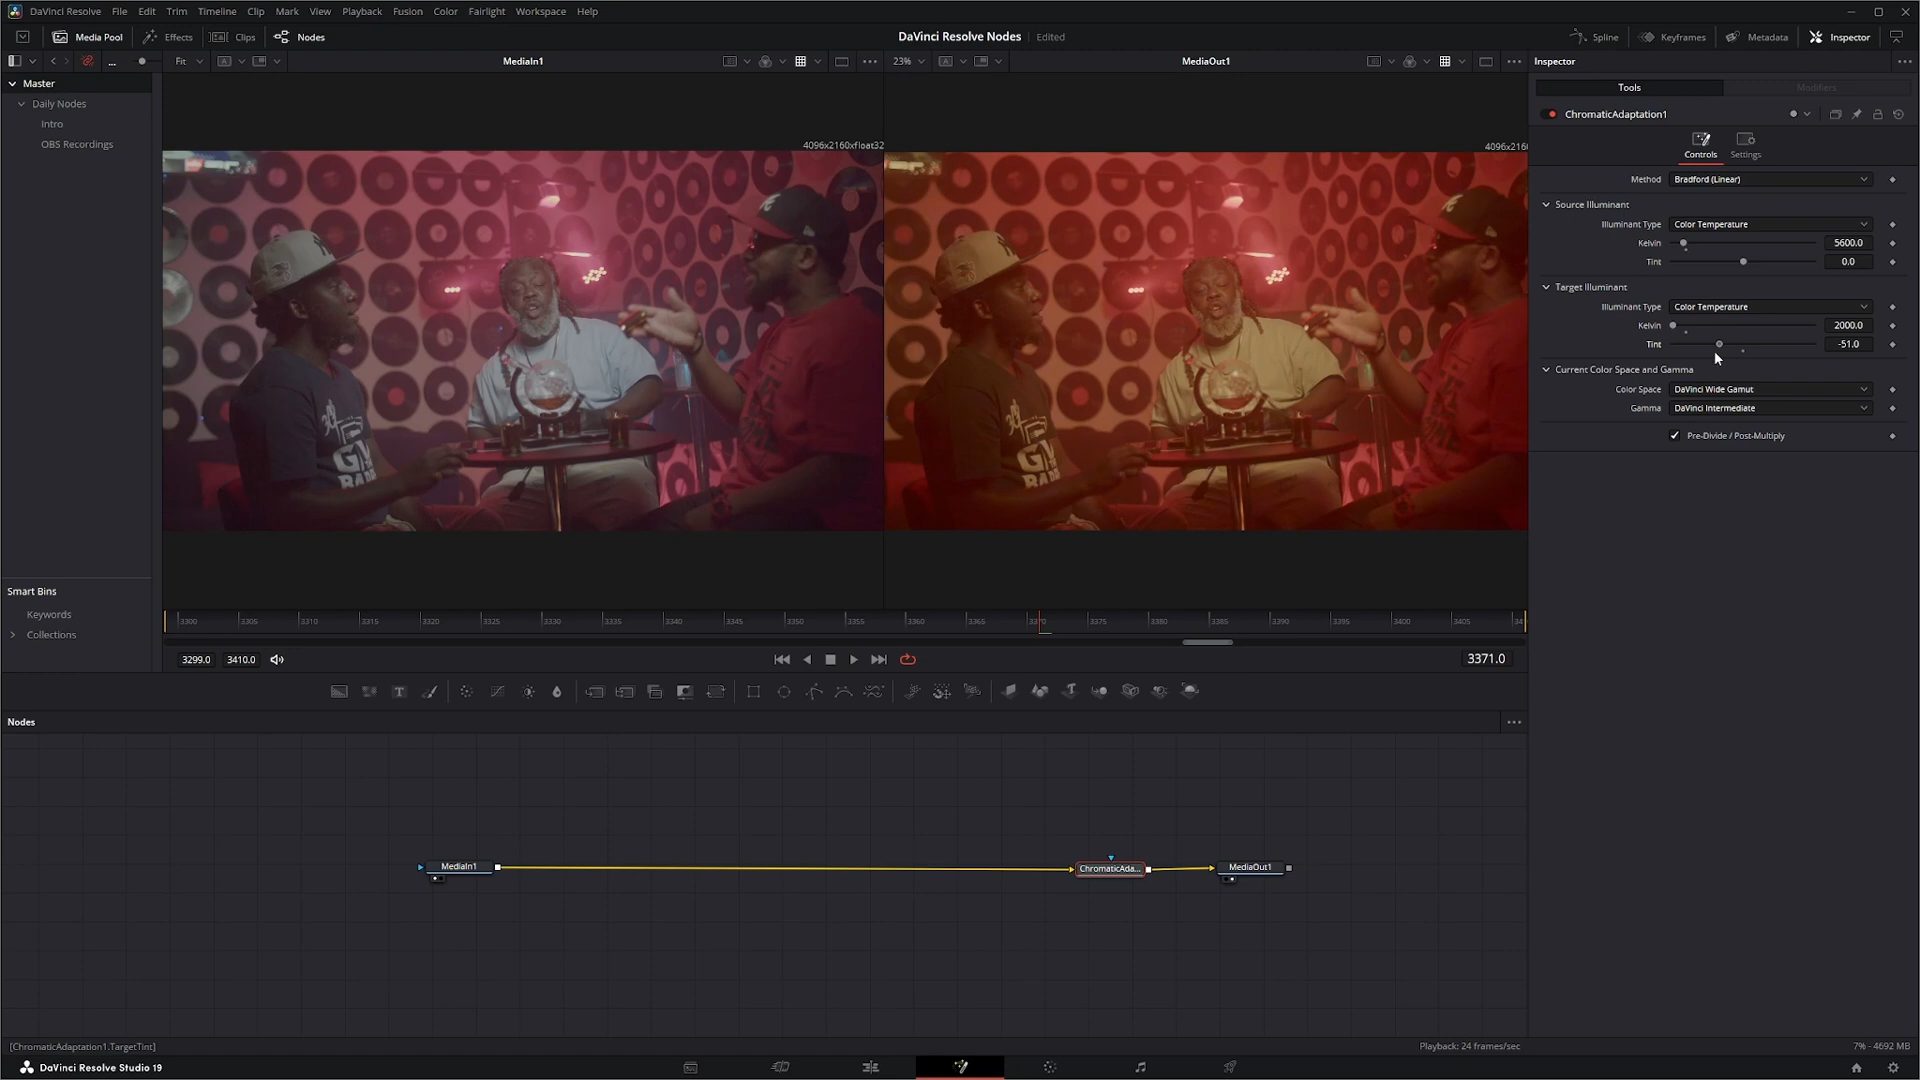 DaVinci Resolve File Edit Trim Timeline Clip Mark View Playback Fusion Color Fairlight Workspace Help
Media Pool Effects Clips Nodes DaVinci Resolve Nodes Edited Spline Keyframes Metadata Inspector
... Fit MediaIn1 23% MediaOut1 Inspector
Master
Daily Nodes
Intro
OBS Recordings
4096x2160xfloat32
4096x216
Tools Modifiers
ChromaticAdaptation1
Controls Settings
Method Bradford (Linear)
Source Illuminant
Illuminant Type Color Temperature
Kelvin 5600.0
Tint 0.0
Target Illuminant
Illuminant Type Color Temperature
Kelvin 2000.0
Tint -51.0
Current Color Space and Gamma
Color Space DaVinci Wide Gamut
Gamma DaVinci Intermediate
Pre-Divide / Post-Multiply
Smart Bins
Keywords
Collections
3300 3305 3310 3315 3320 3325 3330 3335 3340 3345 3350 3355 3360 3365 3370 3375 3380 3385 3390 3395 3400 3405 34
3299.0 3410.0 3371.0
Nodes
MediaIn1 ChromaticAda... MediaOut1
[ChromaticAdaptation1.TargetTint] Playback: 24 frames/sec 7% - 4692 MB
DaVinci Resolve Studio 19